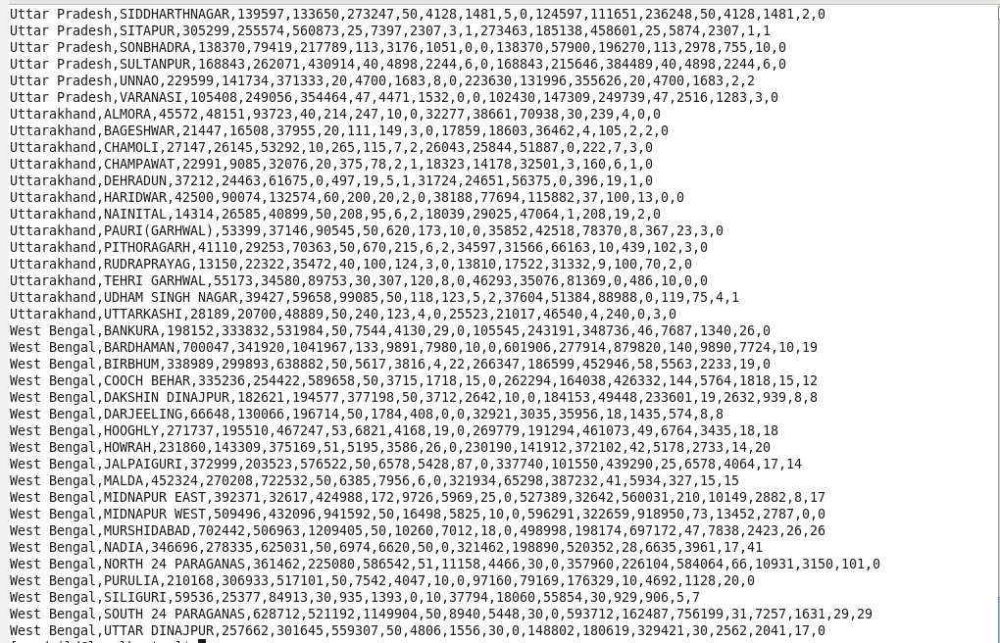 Uttar Pradesh,SIDDHARTHNAGAR,139597,133650,273247,50,4128,1481,5,0,124597,111651,236248,50,4128,1481,2,0
Uttar Pradesh,SITAPUR,305299,255574,560873,25,7397,2307,3,1,273463,185138,458601,25,5874,2307,1,1
Uttar Pradesh,SONBHADRA,138370,79419,217789,113,3176,1051,0,0,138370,57900,196270,113,2978,755,10,0
Uttar Pradesh,SULTANPUR,168843,262071,430914,40,4898,2244,6,0,168843,215646,384489,40,4898,2244,6,0
Uttar Pradesh,UNNAO,229599,141734,371333,20,4700,1683,8,0,223630,131996,355626,20,4700,1683,2,2
Uttar Pradesh,VARANASI,105408,249056,354464,47,4471,1532,0,0,102430,147309,249739,47,2516,1283,3,0
Uttarakhand,ALMORA,45572,48151,93723,40,214,247,10,0,32277,38661,70938,30,239,4,0,0
Uttarakhand,BAGESHWAR,21447,16508,37955,20,111,149,3,0,17859,18603,36462,4,105,2,2,0
Uttarakhand,CHAMOLI,27147,26145,53292,10,265,115,7,2,26043,25844,51887,0,222,7,3,0
Uttarakhand,CHAMPAWAT,22991,9085,32076,20,375,78,2,1,18323,14178,32501,3,160,6,1,0
Uttarakhand,DEHRADUN,37212,24463,61675,0,497,19,5,1,31724,24651,56375,0,396,19,1,0
Uttarakhand,HARIDWAR,42500,90074,132574,60,200,20,2,0,38188,77694,115882,37,100,13,0,0
Uttarakhand,NAINITAL,14314,26585,40899,50,208,95,6,2,18039,29025,47064,1,208,19,2,0
Uttarakhand,PAURI(GARHWAL),53399,37146,90545,50,620,173,10,0,35852,42518,78370,8,367,23,3,0
Uttarakhand,PITHORAGARH,41110,29253,70363,50,670,215,6,2,34597,31566,66163,10,439,102,3,0
Uttarakhand,RUDRAPRAYAG,13150,22322,35472,40,100,124,3,0,13810,17522,31332,9,100,70,2,0
Uttarakhand,TEHRI GARHWAL,55173,34580,89753,30,307,120,8,0,46293,35076,81369,0,486,10,0,0
Uttarakhand,UDHAM SINGH NAGAR,39427,59658,99085,50,118,123,5,2,37604,51384,88988,0,119,75,4,1
Uttarakhand,UTTARKASHI,28189,20700,48889,50,240,123,4,0,25523,21017,46540,4,240,0,3,0
West Bengal,BANKURA,198152,333832,531984,50,7544,4130,29,0,105545,243191,348736,46,7687,1340,26,0
West Bengal,BARDHAMAN,700047,341920,1041967,133,9891,7980,10,0,601906,277914,879820,140,9890,7724,10,19
West Bengal,BIRBHUM,338989,299893,638882,50,5617,3816,4,22,266347,186599,452946,58,5563,2233,19,0
West Bengal,COOCH BEHAR,335236,254422,589658,50,3715,1718,15,0,262294,164038,426332,144,5764,1818,15,12
West Bengal,DAKSHIN DINAJPUR,182621,194577,377198,50,3712,2642,10,0,184153,49448,233601,19,2632,939,8,8
West Bengal,DARJEELING,66648,130066,196714,50,1784,408,0,0,32921,3035,35956,18,1435,574,8,8
West Bengal,HOOGHLY,271737,195510,467247,53,6821,4168,19,0,269779,191294,461073,49,6764,3435,18,18
West Bengal,HOWRAH,231860,143309,375169,51,5195,3586,26,0,230190,141912,372102,42,5178,2733,14,20
West Bengal,JALPAIGURI,372999,203523,576522,50,6578,5428,87,0,337740,101550,439290,25,6578,4064,17,14
West Bengal,MALDA,452324,270208,722532,50,6385,7956,6,0,321934,65298,387232,41,5934,327,15,15
West Bengal,MIDNAPUR EAST,392371,32617,424988,172,9726,5969,25,0,527389,32642,560031,210,10149,2882,8,17
West Bengal,MIDNAPUR WEST,509496,432096,941592,50,16498,5825,10,0,596291,322659,918950,73,13452,2787,0,0
West Bengal,MURSHIDABAD,702442,506963,1209405,50,10260,7012,18,0,498998,198174,697172,47,7838,2423,26,26
West Bengal,NADIA,346696,278335,625031,50,6974,6620,50,0,321462,198890,520352,28,6635,3961,17,41
West Bengal,NORTH 24 PARAGANAS,361462,225080,586542,51,11158,4466,30,0,357960,226104,584064,66,10931,3150,101,0
West Bengal,PURULIA,210168,306933,517101,50,7542,4047,10,0,97160,79169,176329,10,4692,1128,20,0
West Bengal,SILIGURI,59536,25377,84913,30,935,1393,0,10,37794,18060,55854,30,929,906,5,7
West Bengal,SOUTH 24 PARAGANAS,628712,521192,1149904,50,8940,5448,30,0,593712,162487,756199,31,7257,1631,29,29
West Bengal,UTTAR DINAJPUR,257662,301645,559307,50,4806,1556,30,0,148802,180619,329421,30,2562,2041,17,0